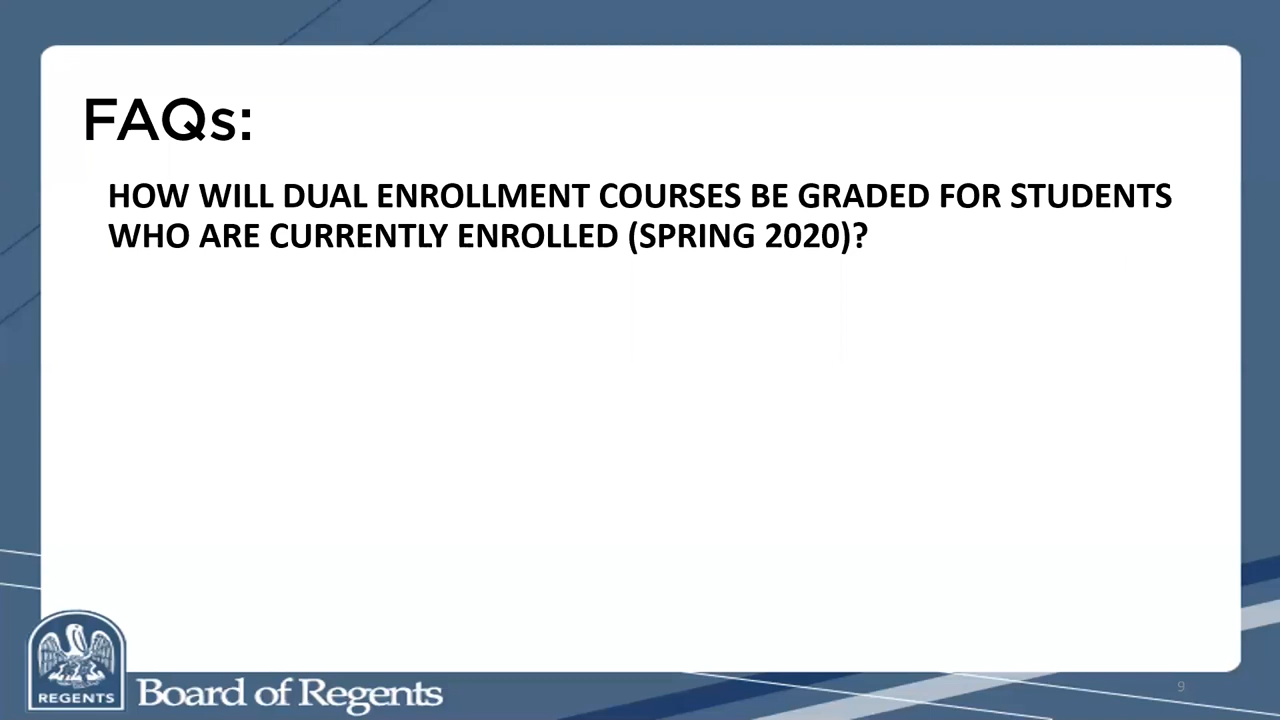 FAQs:
HOW WILL DUAL ENROLLMENT COURSES BE GRADED FOR STUDENTS
WHO ARE CURRENTLY ENROLLED (SPRING 2020)?
REGENTS
Board of Regents
9